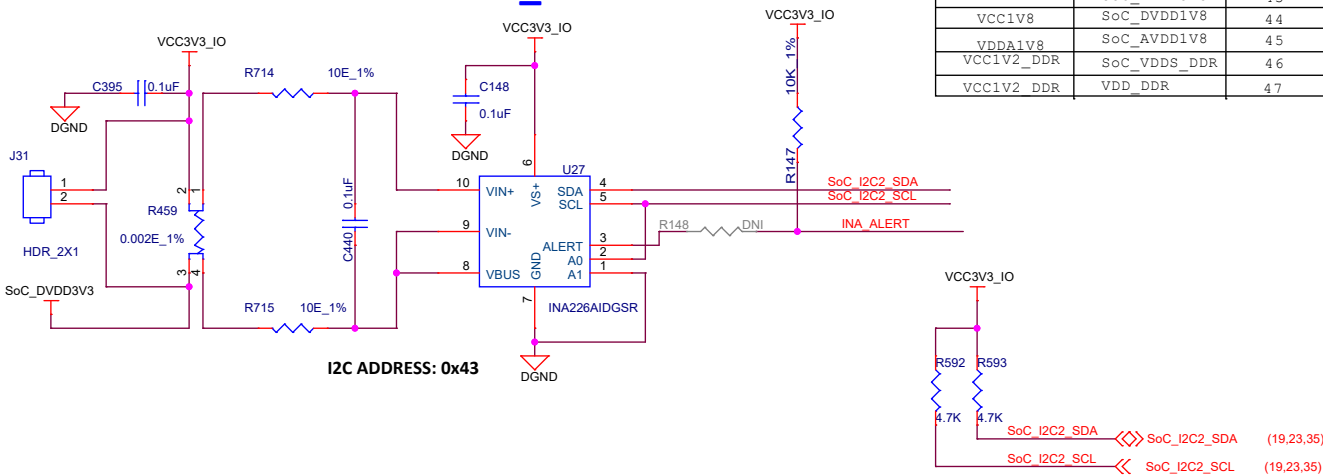 VCC1V8 SoC_DVDD1V8 44
VDDA1V8 SoC_AVDD1V8 45
VCC1V2_DDR SoC_VDDS_DDR 46
VCC1V2_DDR VDD_DDR 47
VCC3V3_IO
VCC3V3_IO
VCC3V3_IO
C395
0.1uF
DGND
R714
10E_1%
C148
0.1uF
DGND
10K_1%
R147
J31
1
2
HDR_2X1
2
1
R459
0.002E_1%
3
4
SoC_DVDD3V3
0.1uF
C440
R715
10E_1%
U27
6
VS+
10 VIN+
9 VIN-
8 VBUS
GND
7
SDA 4
SCL 5
ALERT 3
A0 2
A1 1
INA226AIDGSR
DGND
SoC_I2C2_SDA
SoC_I2C2_SCL
R148
DNI
INA_ALERT
I2C ADDRESS: 0x43
VCC3V3_IO
R592
R593
4.7K
4.7K
SoC_I2C2_SDA
SoC_I2C2_SDA (19,23,35)
SoC_I2C2_SCL
SoC_I2C2_SCL (19,23,35)